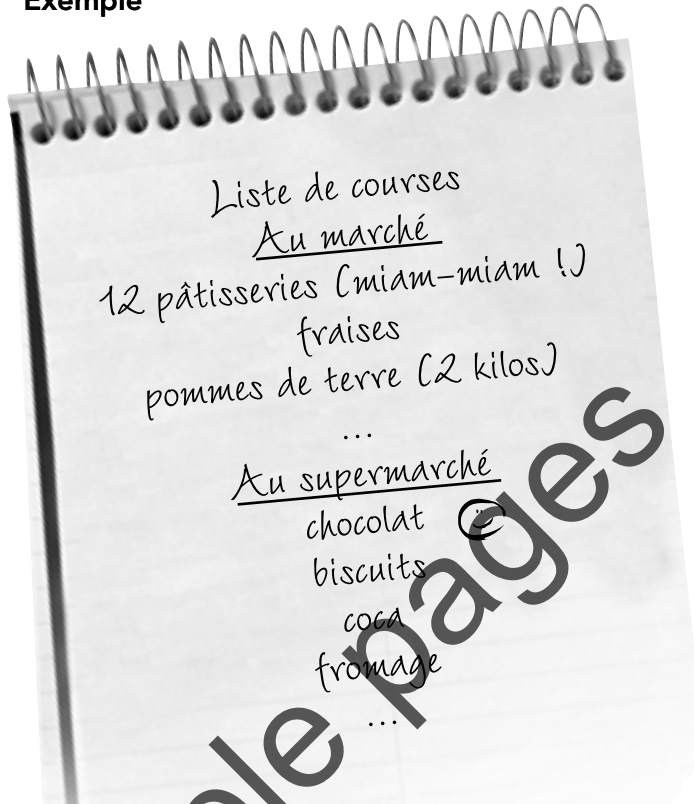 Exemple
Liste de courses
Au marché
12 pâtisseries (miam-miam !)
fraises
pommes de terre (2 kilos)
...
Au supermarché
chocolat
biscuits
coca
fromage
...
ple pages